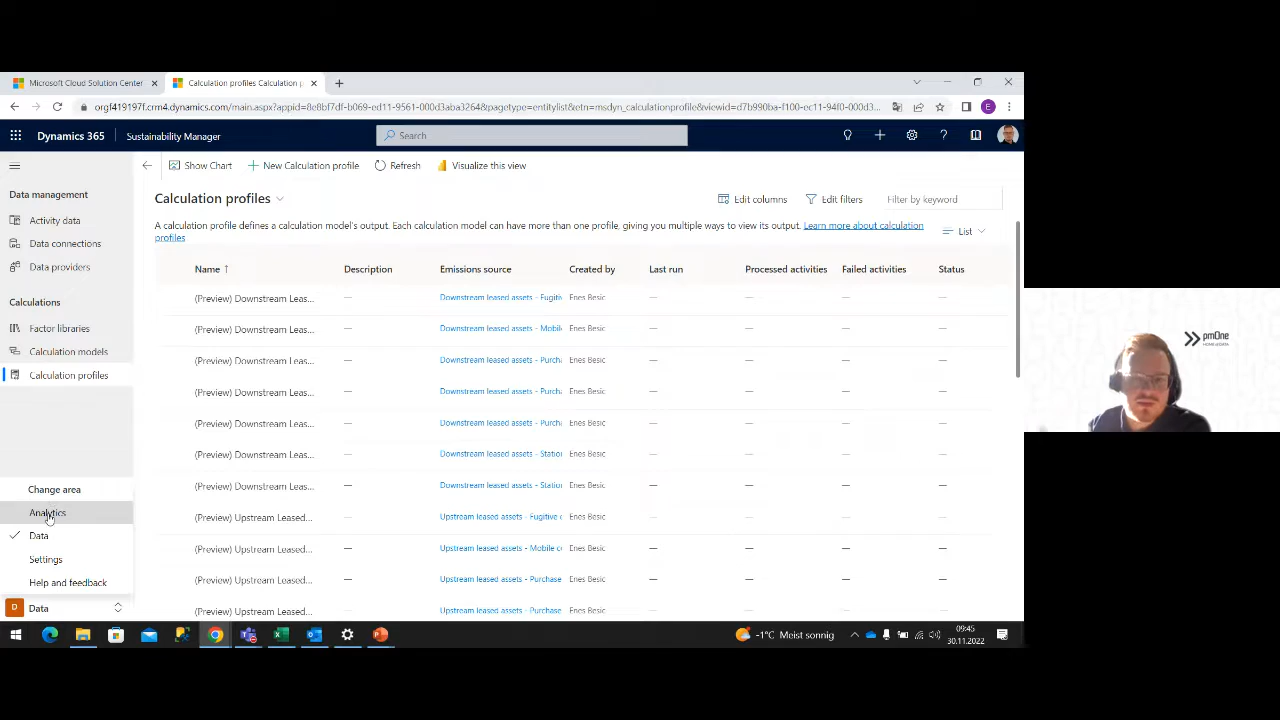 Microsoft Cloud Solution Center
Calculation profiles Calculation p
orgf419197f.crm4.dynamics.com/main.aspx?appid=8e8bf7df-b069-ed11-9561-000d3aba3264&pagetype=entitylist&etn=msdyn_calculationprofile&viewid=d7b990ba-f100-ec11-94f0-000d3...
E
Dynamics 365
Sustainability Manager
Search
Show Chart
New Calculation profile
Refresh
Visualize this view
Data management
Activity data
Data connections
Data providers
Calculations
Factor libraries
Calculation models
Calculation profiles
Change area
Analytics
Data
Settings
Help and feedback
D Data
Calculation profiles
Edit columns
Edit filters
Filter by keyword
A calculation profile defines a calculation model's output. Each calculation model can have more than one profile, giving you multiple ways to view its output. Learn more about calculation
profiles
List
Name ↑ Description Emissions source Created by Last run Processed activities Failed activities Status
(Preview) Downstream Leas... — Downstream leased assets - Fugiti Enes Besic — — — —
(Preview) Downstream Leas... — Downstream leased assets - Mobil Enes Besic — — — —
(Preview) Downstream Leas... — Downstream leased assets - Purch Enes Besic — — — —
(Preview) Downstream Leas... — Downstream leased assets - Purch Enes Besic — — — —
(Preview) Downstream Leas... — Downstream leased assets - Purch Enes Besic — — — —
(Preview) Downstream Leas... — Downstream leased assets - Statio Enes Besic — — — —
(Preview) Downstream Leas... — Downstream leased assets - Statio Enes Besic — — — —
(Preview) Upstream Leased... — Upstream leased assets - Fugitive e Enes Besic — — — —
(Preview) Upstream Leased... — Upstream leased assets - Mobile c Enes Besic — — — —
(Preview) Upstream Leased... — Upstream leased assets - Purchase Enes Besic — — — —
(Preview) Upstream Leased... — Upstream leased assets - Purchase Enes Besic — — — —
pmOne
-1°C Meist sonnig
09:45
30.11.2022